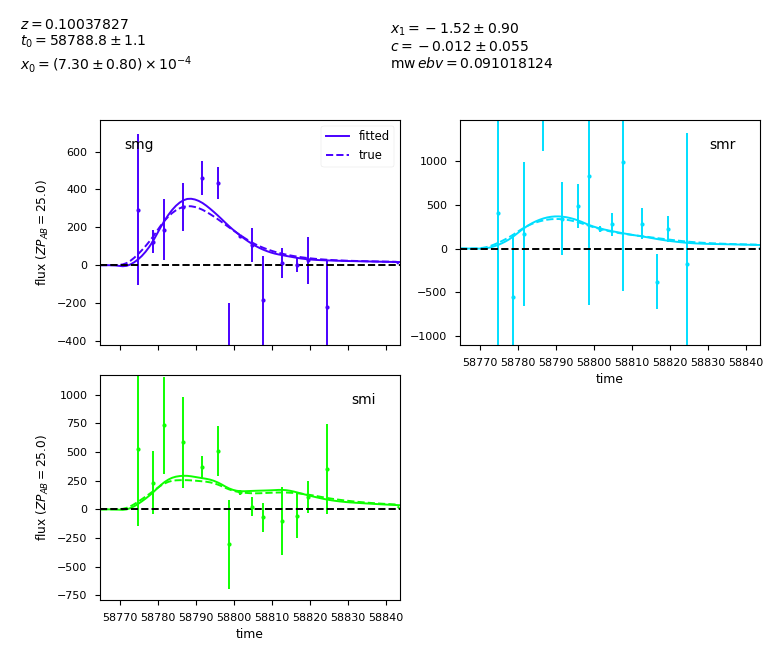 z = 0.10037827
t₀ = 58788.8 ± 1.1
x₀ = (7.30 ± 0.80) × 10⁻⁴
x₁ = −1.52 ± 0.90
c = −0.012 ± 0.055
mw ebv = 0.091018124
smg
fitted
true
600
400
200
0
−200
−400
flux (ZP_AB = 25.0)
smr
1000
500
0
−500
−1000
58770 58780 58790 58800 58810 58820 58830 58840
time
smi
1000
750
500
250
0
−250
−500
−750
flux (ZP_AB = 25.0)
58770 58780 58790 58800 58810 58820 58830 58840
time